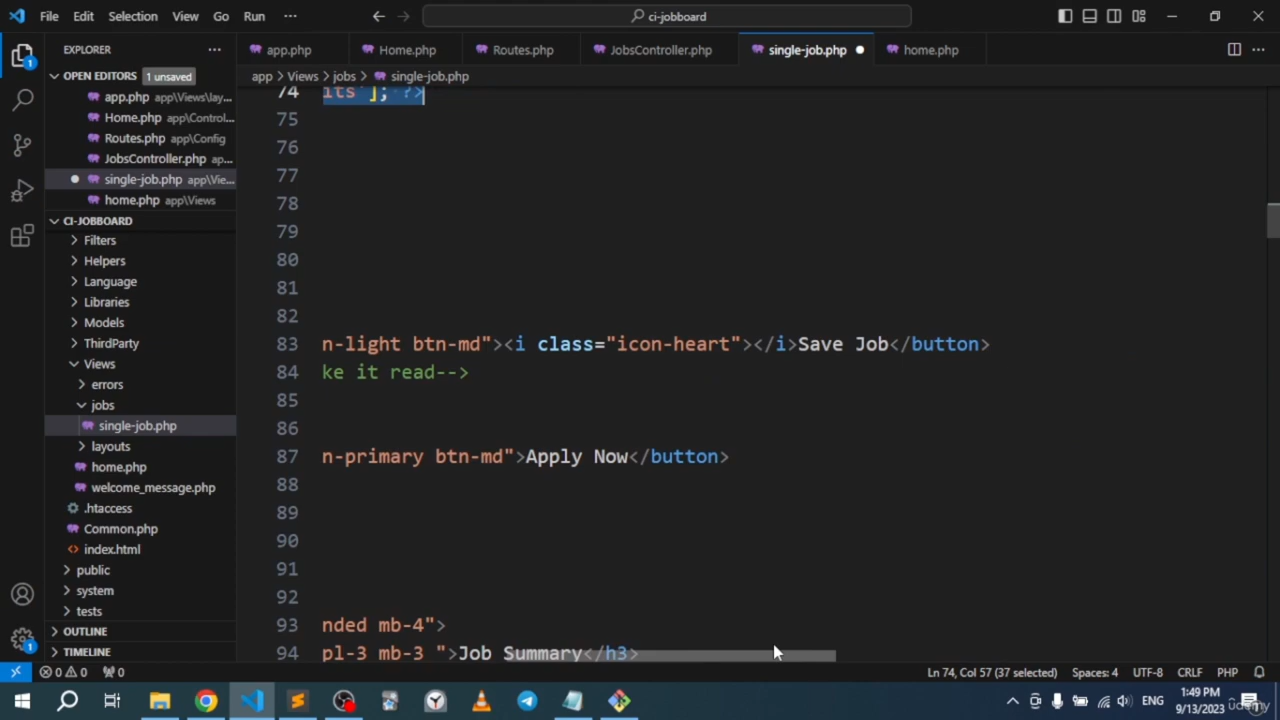 File Edit Selection View Go Run ··· ci-jobboard
EXPLORER ··· app.php Home.php Routes.php JobsController.php single-job.php home.php ···
OPEN EDITORS 1 unsaved app > Views > jobs > single-job.php
app.php app\Views\lay...
Home.php app\Control...
Routes.php app\Config
JobsController.php ap...
single-job.php app\Vie...
home.php app\Views
CI-JOBBOARD
Filters
Helpers
Language
Libraries
Models
ThirdParty
Views
errors
jobs
single-job.php
layouts
home.php
welcome_message.php
.htaccess
Common.php
index.html
public
system
tests
OUTLINE
TIMELINE
74 its']; ?>
75
76
77
78
79
80
81
82
83 n-light btn-md"><i class="icon-heart"></i>Save Job</button>
84 ke it read-->
85
86
87 n-primary btn-md">Apply Now</button>
88
89
90
91
92
93 nded mb-4">
94 pl-3 mb-3 ">Job Summary</h3>
1
1
0 0 0 Ln 74, Col 57 (37 selected) Spaces: 4 UTF-8 CRLF PHP
ENG 1:49 PM
9/13/2023
udemy